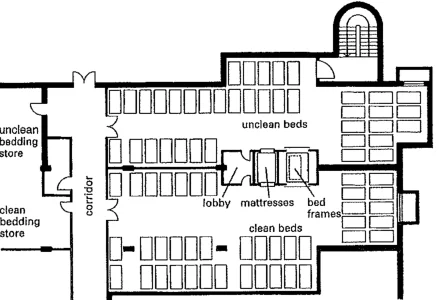 unclean beds
unclean
bedding
store
corridor
lobby
mattresses
bed
frames
clean
bedding
store
clean beds